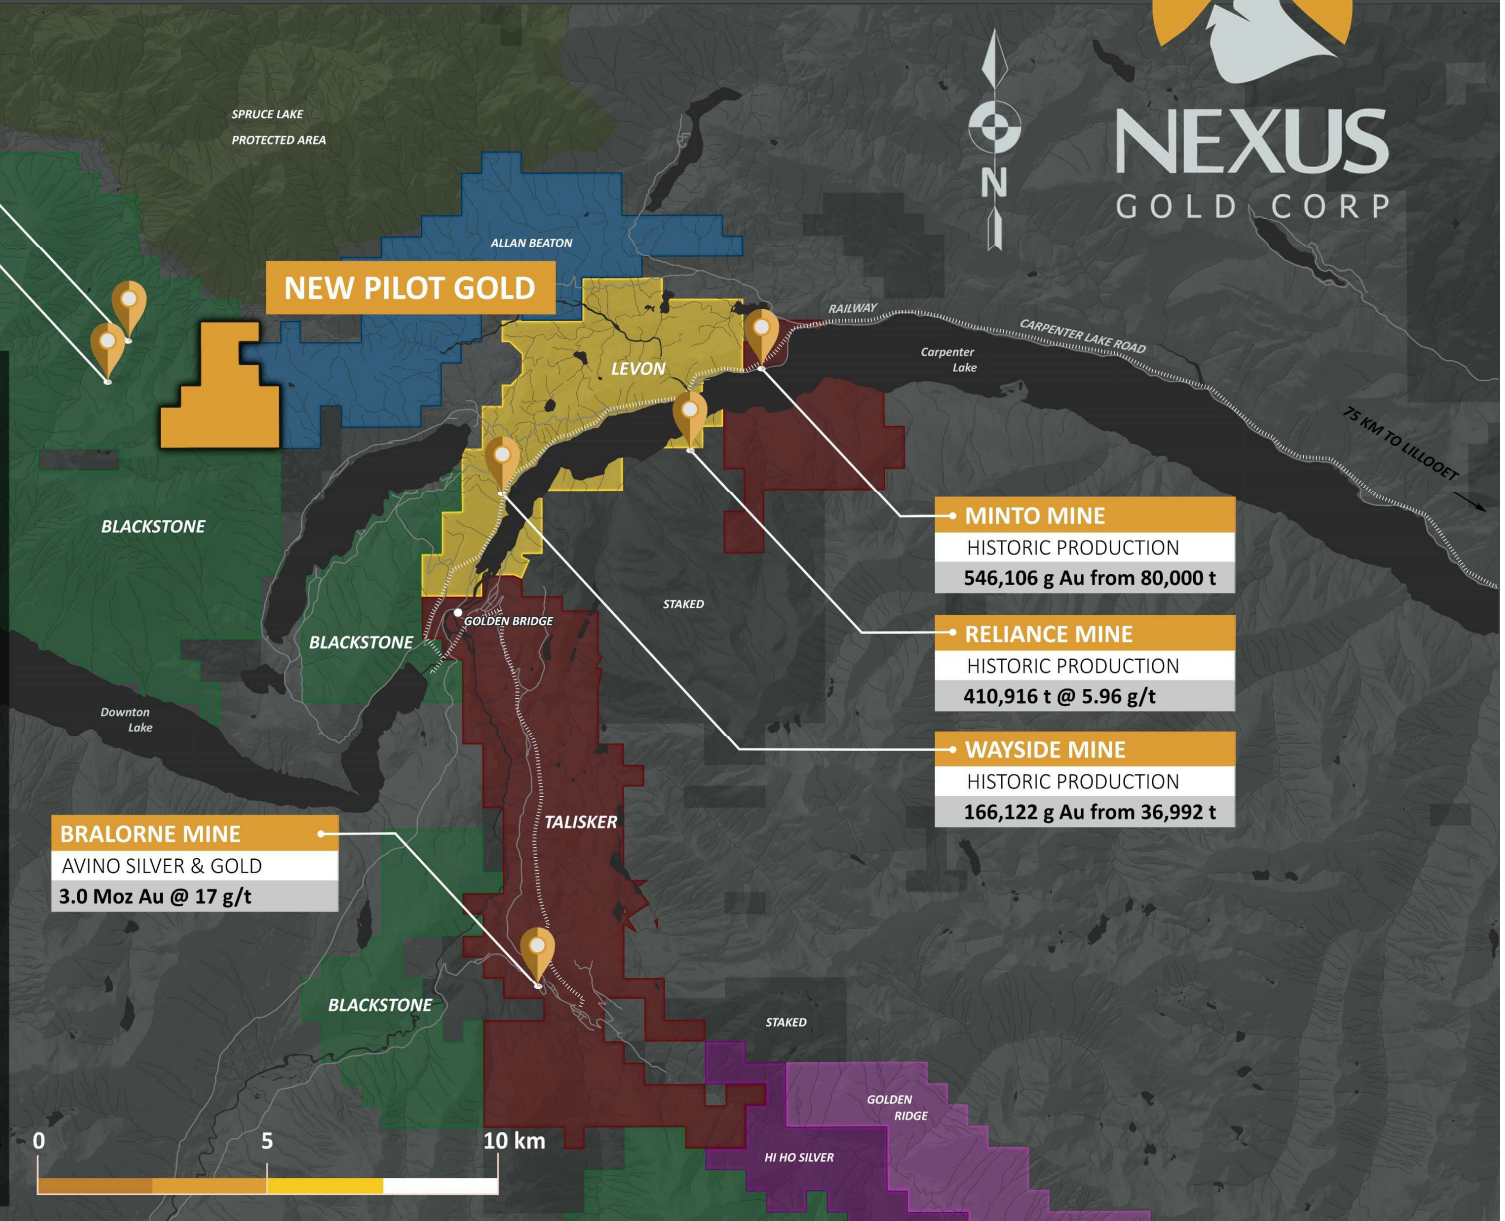 NEXUS
GOLD CORP
N
SPRUCE LAKE
PROTECTED AREA
ALLAN BEATON
NEW PILOT GOLD
RAILWAY
CARPENTER LAKE ROAD
Carpenter
Lake
LEVON
75 KM TO LILLOOET
BLACKSTONE
MINTO MINE
HISTORIC PRODUCTION
546,106 g Au from 80,000 t
STAKED
GOLDEN BRIDGE
BLACKSTONE
RELIANCE MINE
HISTORIC PRODUCTION
410,916 t @ 5.96 g/t
Downton
Lake
WAYSIDE MINE
HISTORIC PRODUCTION
166,122 g Au from 36,992 t
TALISKER
BRALORNE MINE
AVINO SILVER & GOLD
3.0 Moz Au @ 17 g/t
BLACKSTONE
STAKED
GOLDEN
RIDGE
HI HO SILVER
0 5 10 km